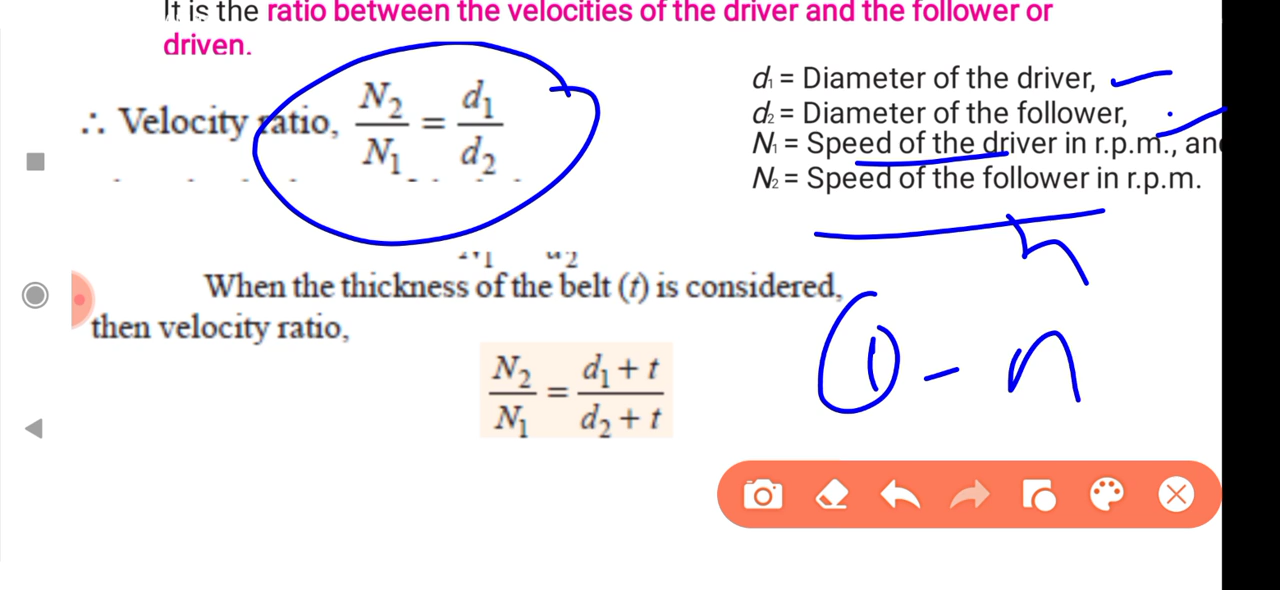 It is the ratio between the velocities of the driver and the follower or
driven.
∴ Velocity ratio, N₂/N₁ = d₁/d₂
d₁ = Diameter of the driver,
d₂ = Diameter of the follower,
N₁ = Speed of the driver in r.p.m., and
N₂ = Speed of the follower in r.p.m.
When the thickness of the belt (t) is considered,
then velocity ratio,
N₂/N₁ = (d₁ + t)/(d₂ + t)